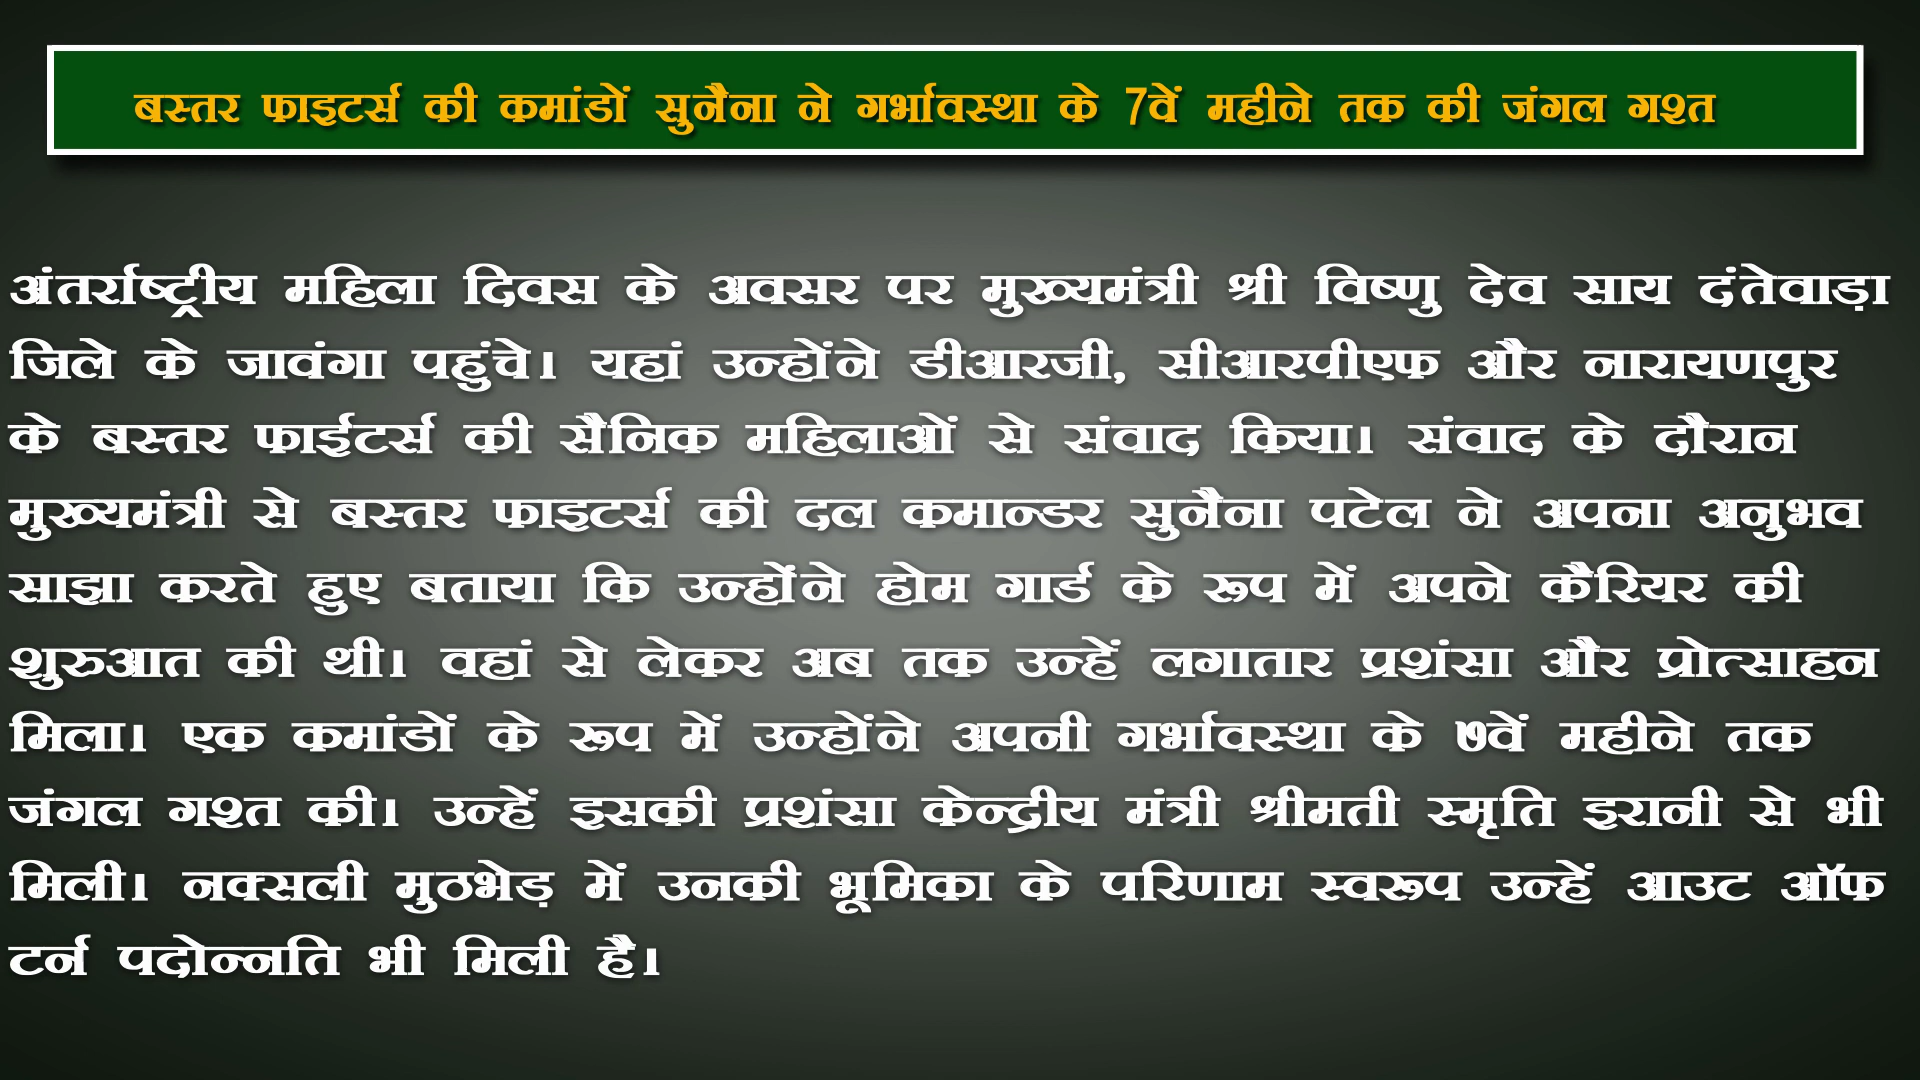 बस्तर फाइटर्स की कमांडों सुनैना ने गर्भावस्था के 7वें महीने तक की जंगल गश्त
अंतर्राष्ट्रीय महिला दिवस के अवसर पर मुख्यमंत्री श्री विष्णु देव साय दंतेवाड़ा
जिले के जावंगा पहुंचे। यहां उन्होंने डीआरजी, सीआरपीएफ और नारायणपुर
के बस्तर फाईटर्स की सैनिक महिलाओं से संवाद किया। संवाद के दौरान
मुख्यमंत्री से बस्तर फाइटर्स की दल कमान्डर सुनैना पटेल ने अपना अनुभव
साझा करते हुए बताया कि उन्होंने होम गार्ड के रूप में अपने कैरियर की
शुरुआत की थी। वहां से लेकर अब तक उन्हें लगातार प्रशंसा और प्रोत्साहन
मिला। एक कमांडों के रूप में उन्होंने अपनी गर्भावस्था के ७वें महीने तक
जंगल गश्त की। उन्हें इसकी प्रशंसा केन्द्रीय मंत्री श्रीमती स्मृति इरानी से भी
मिली। नक्सली मुठभेड़ में उनकी भूमिका के परिणाम स्वरूप उन्हें आउट ऑफ
टर्न पदोन्नति भी मिली है।